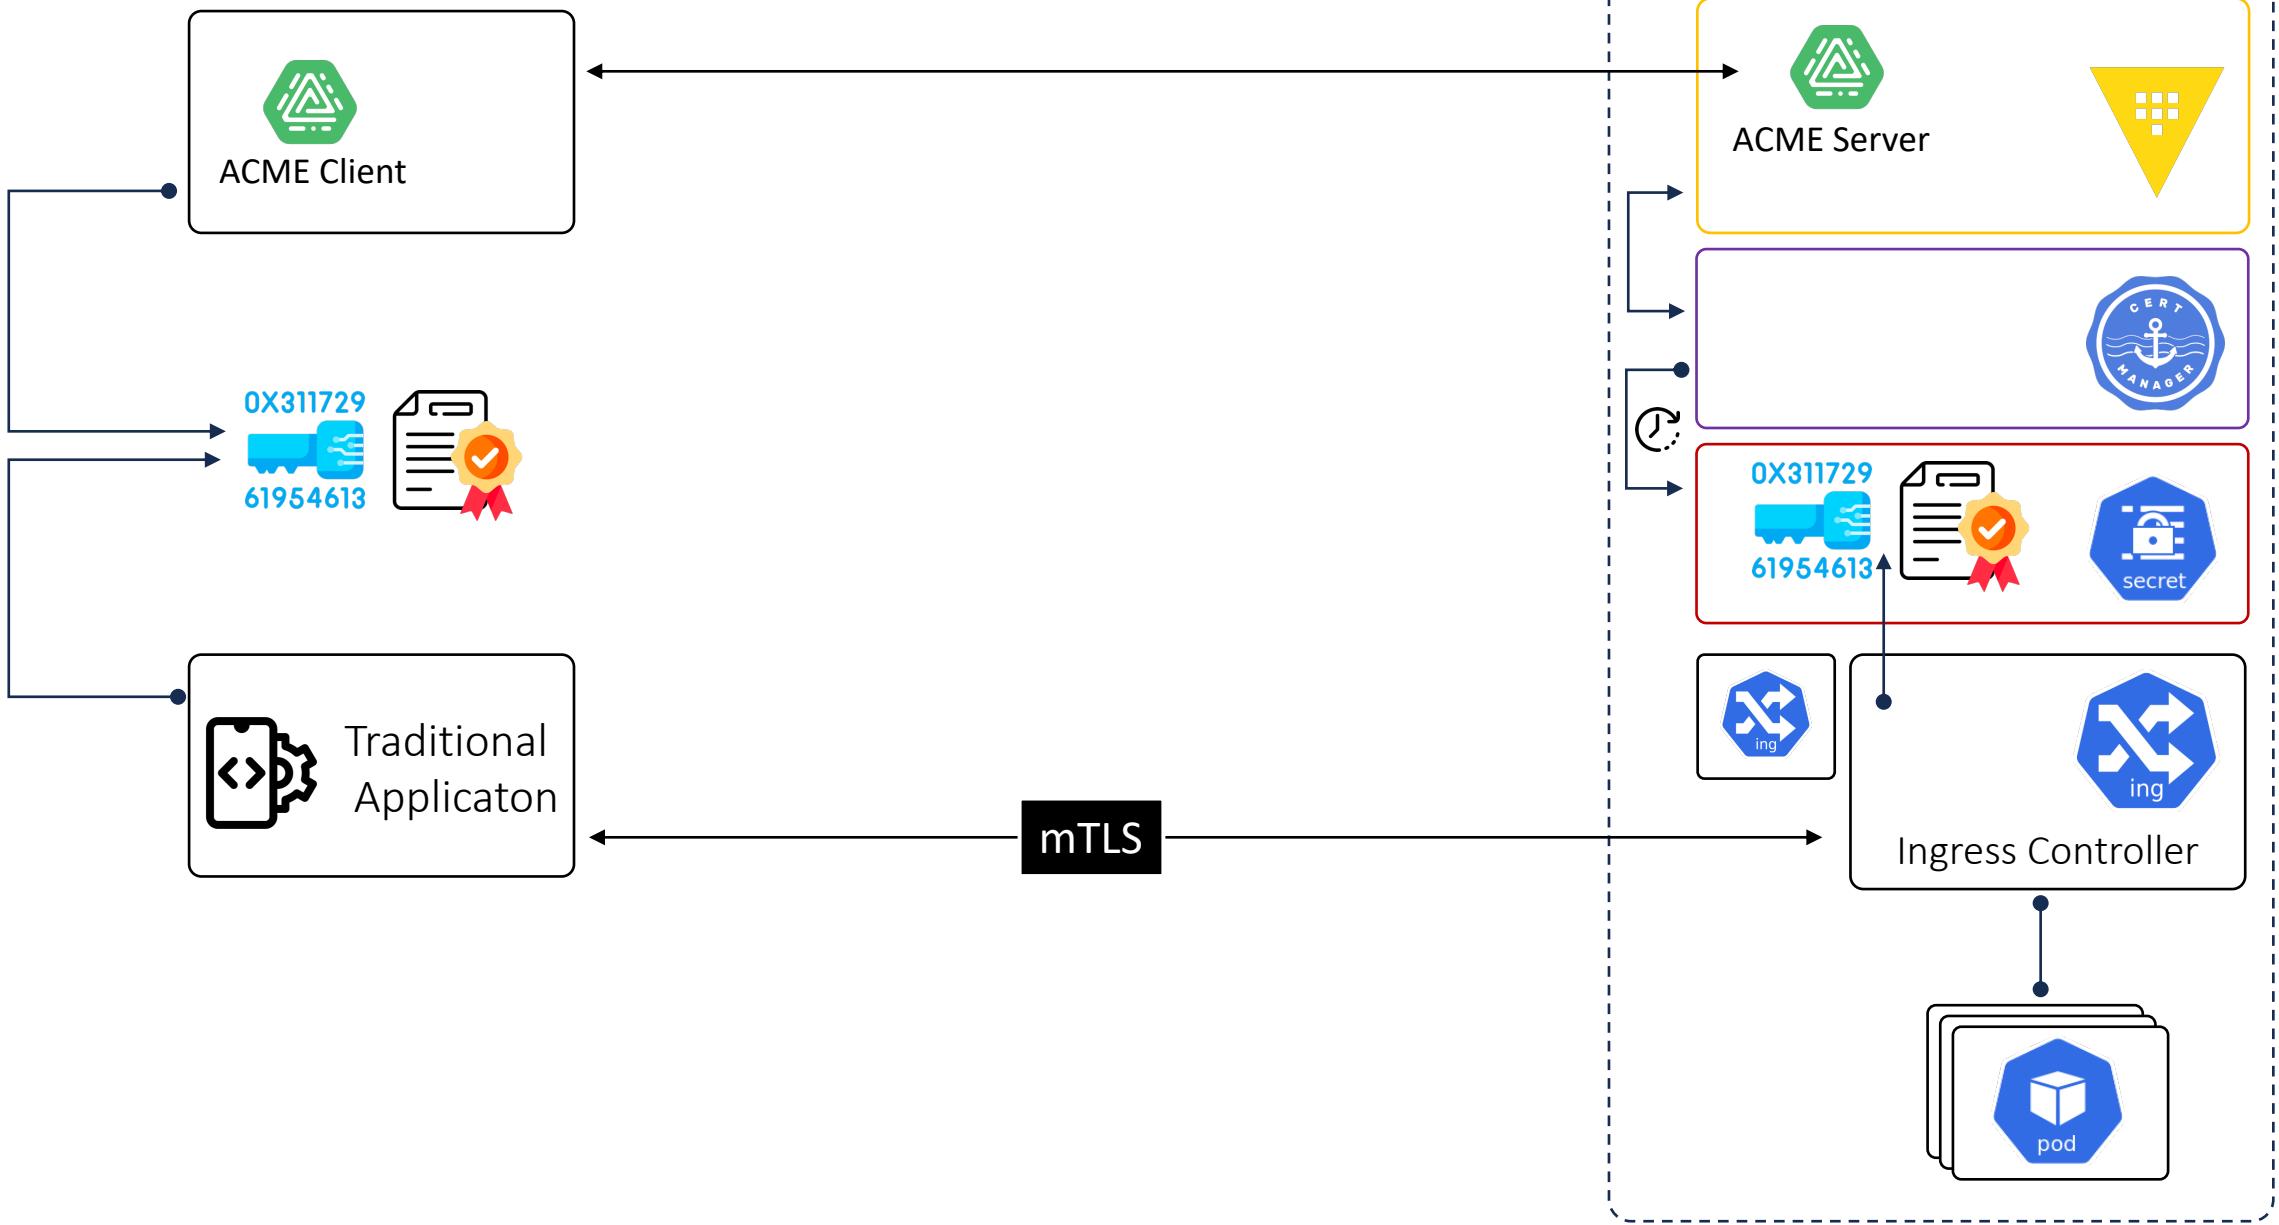 ACME Client
ACME Server
CERT
MANAGER
0X311729
61954613
0X311729
61954613
secret
Traditional
Applicaton
ing
ing
Ingress Controller
mTLS
pod